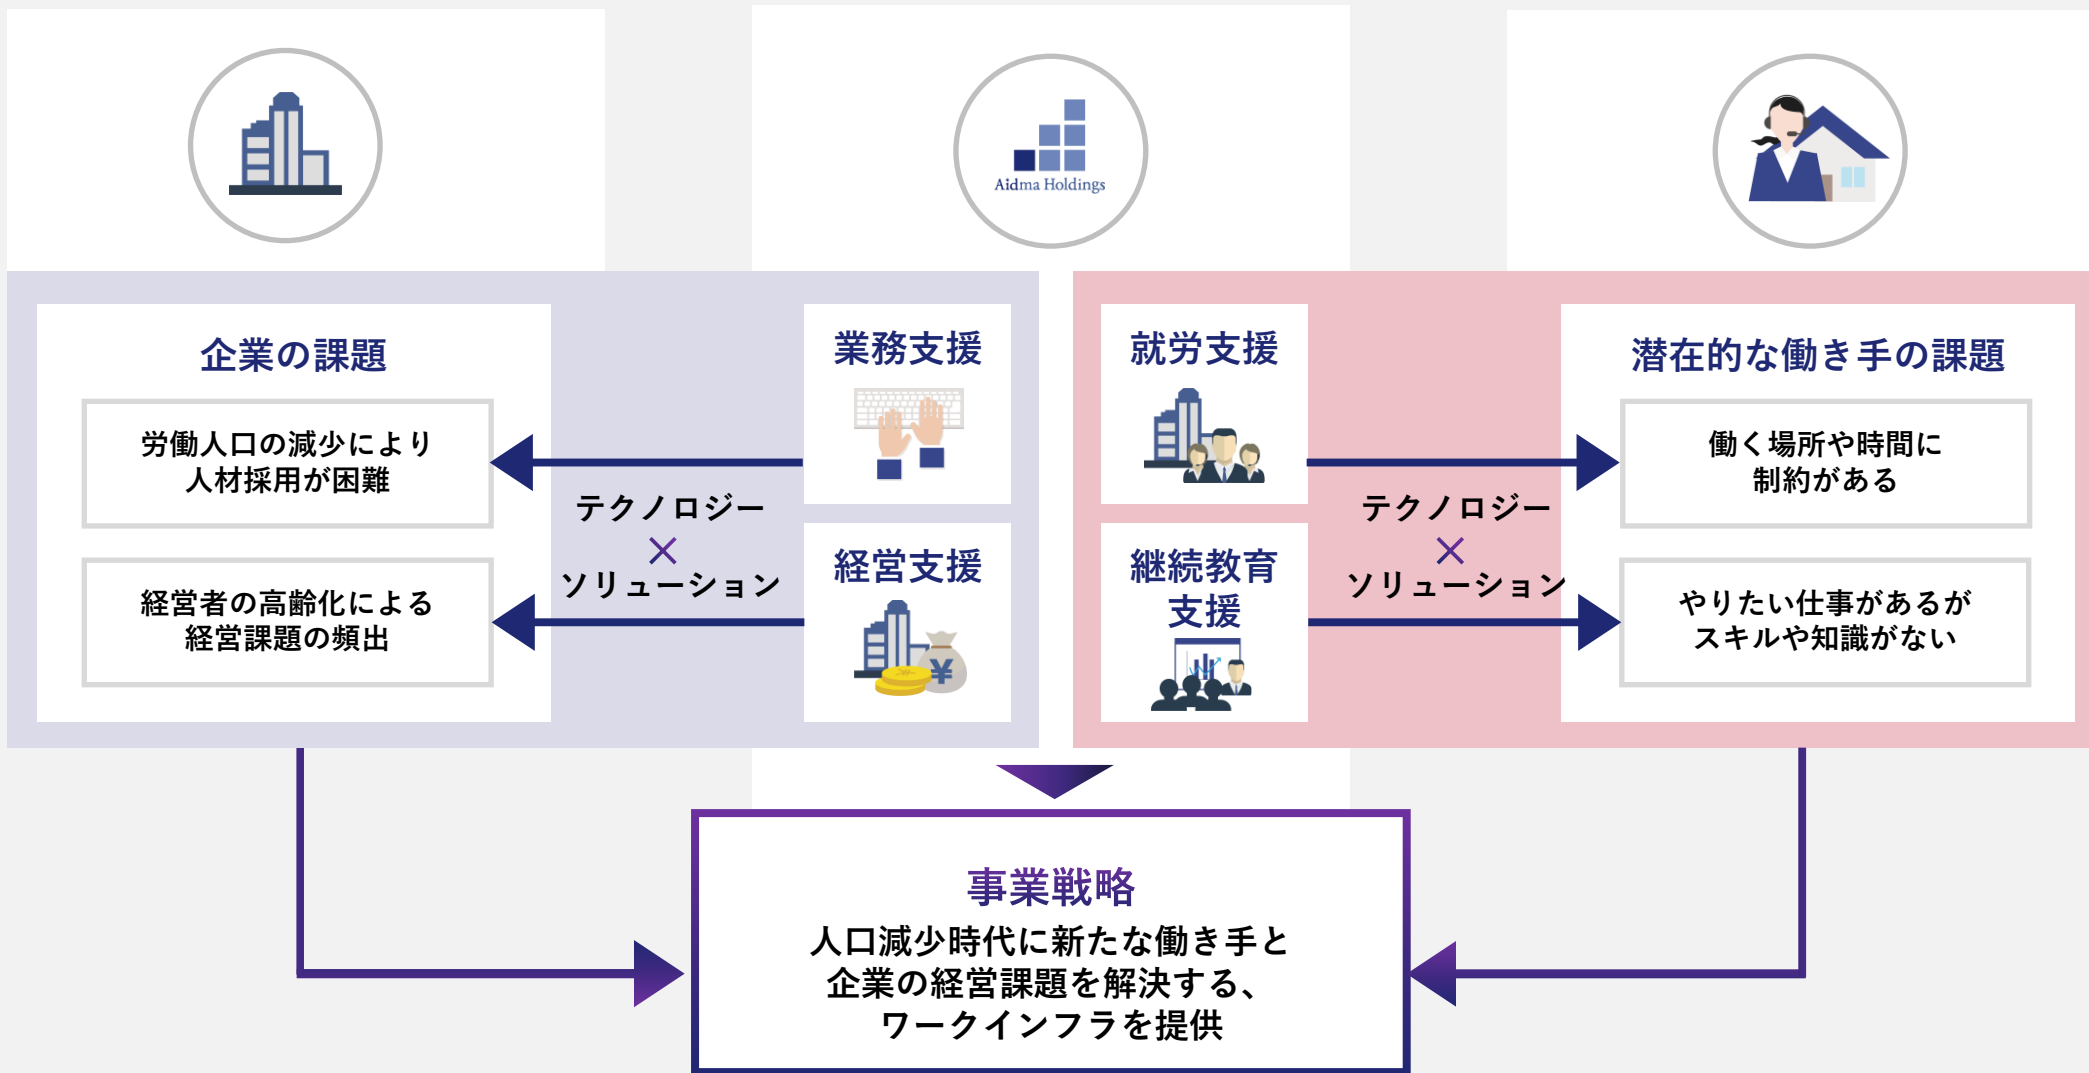 Aidma Holdings
企業の課題
労働人口の減少により
人材採用が困難
経営者の高齢化による
経営課題の頻出
テクノロジー
×
ソリューション
業務支援
経営支援
¥
就労支援
継続教育
支援
テクノロジー
×
ソリューション
潜在的な働き手の課題
働く場所や時間に
制約がある
やりたい仕事があるが
スキルや知識がない
事業戦略
人口減少時代に新たな働き手と
企業の経営課題を解決する、
ワークインフラを提供